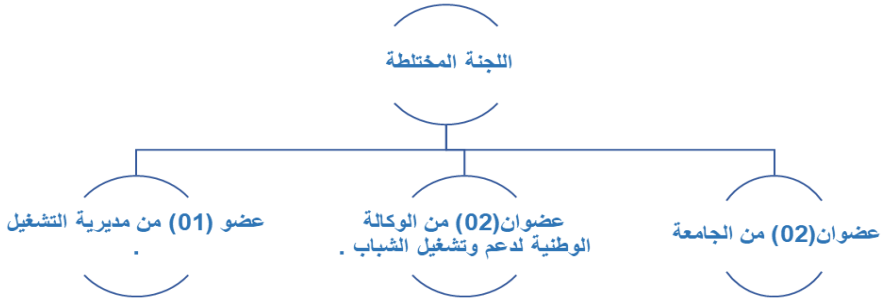 اللجنة المختلطة
عضوان(02) من الجامعة
عضوان(02) من الوكالة
الوطنية لدعم وتشغيل الشباب .
عضو (01) من مديرية التشغيل
.